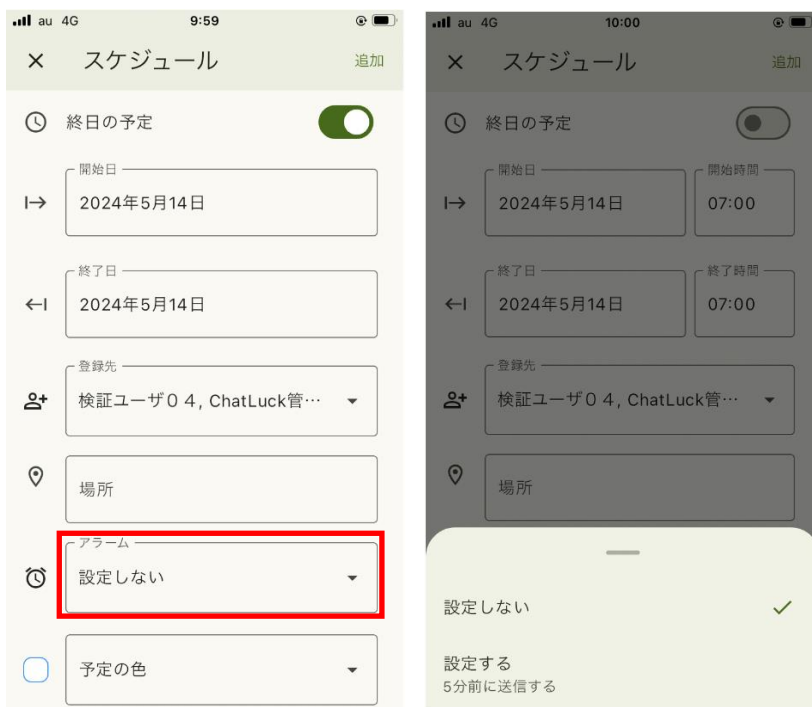 au 4G 9:59
× スケジュール 追加
終日の予定
開始日
2024年5月14日
終了日
2024年5月14日
登録先
検証ユーザ０４, ChatLuck管…
場所
アラーム
設定しない
予定の色
au 4G 10:00
× スケジュール 追加
終日の予定
開始日 開始時間
2024年5月14日 07:00
終了日 終了時間
2024年5月14日 07:00
登録先
検証ユーザ０４, ChatLuck管…
場所
設定しない
設定する
5分前に送信する